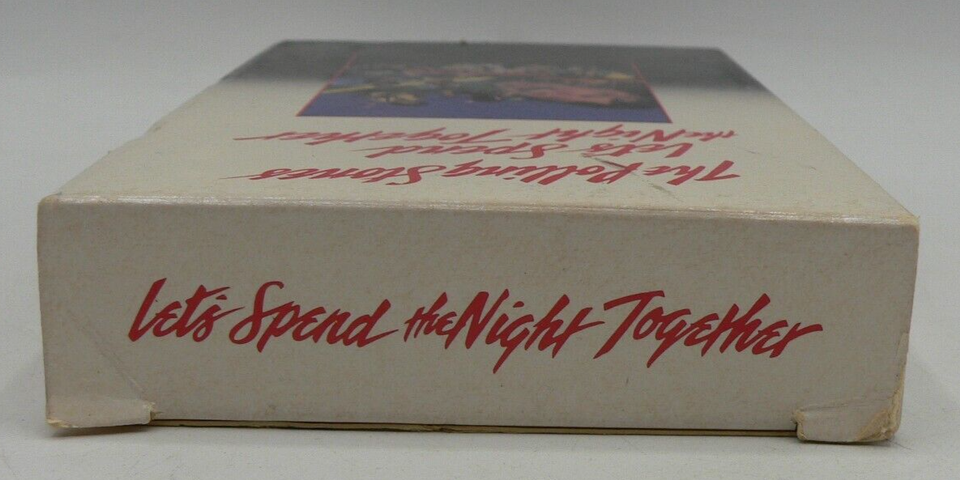 The Rolling Stones
Let's Spend
the Night Together
Let's Spend the Night Together